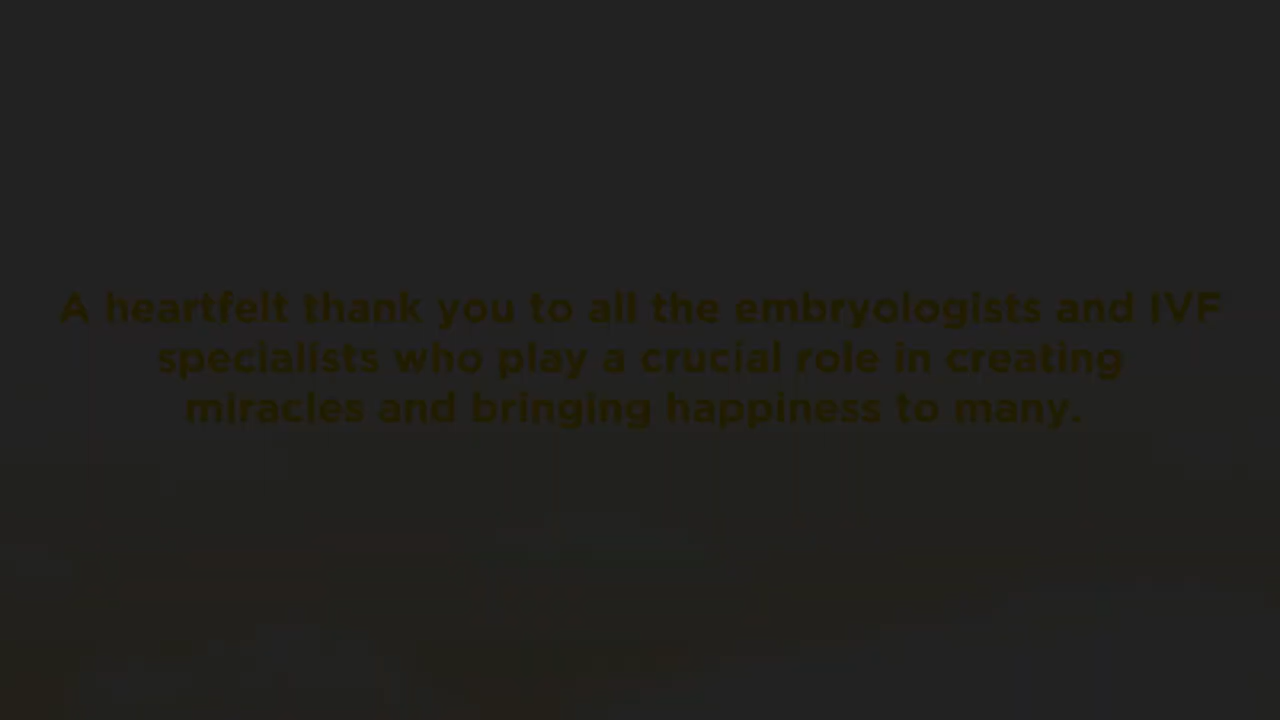 A heartfelt thank you to all the embryologists and IVF
specialists who play a crucial role in creating
miracles and bringing happiness to many.